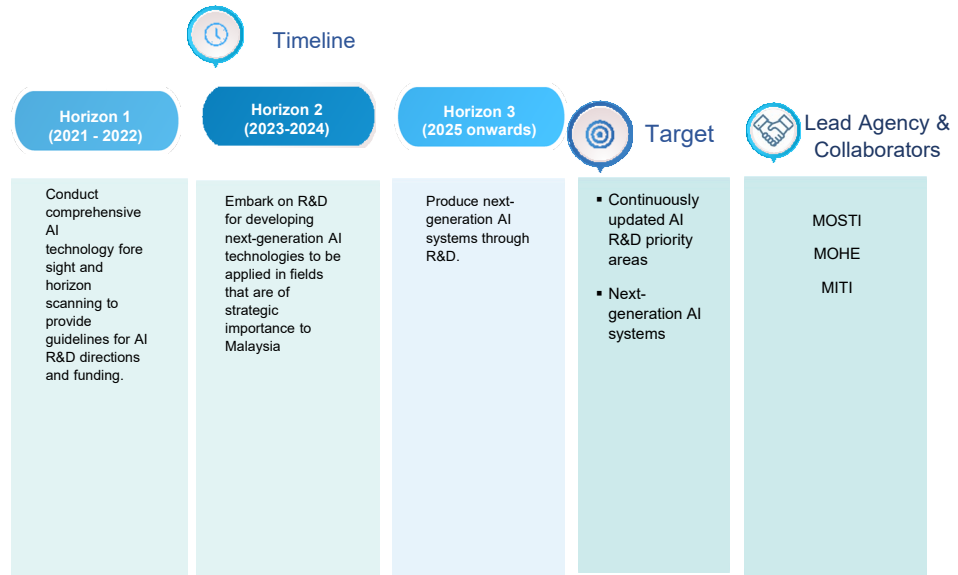 Timeline
Horizon 1
(2021 - 2022)
Horizon 2
(2023-2024)
Horizon 3
(2025 onwards)
Target
Lead Agency &
Collaborators
Conduct
comprehensive
AI
technology fore
sight and
horizon
scanning to
provide
guidelines for AI
R&D directions
and funding.
Embark on R&D
for developing
next-generation AI
technologies to be
applied in fields
that are of
strategic
importance to
Malaysia
Produce next-
generation AI
systems through
R&D.
▪ Continuously
updated AI
R&D priority
areas
▪ Next-
generation AI
systems
MOSTI
MOHE
MITI